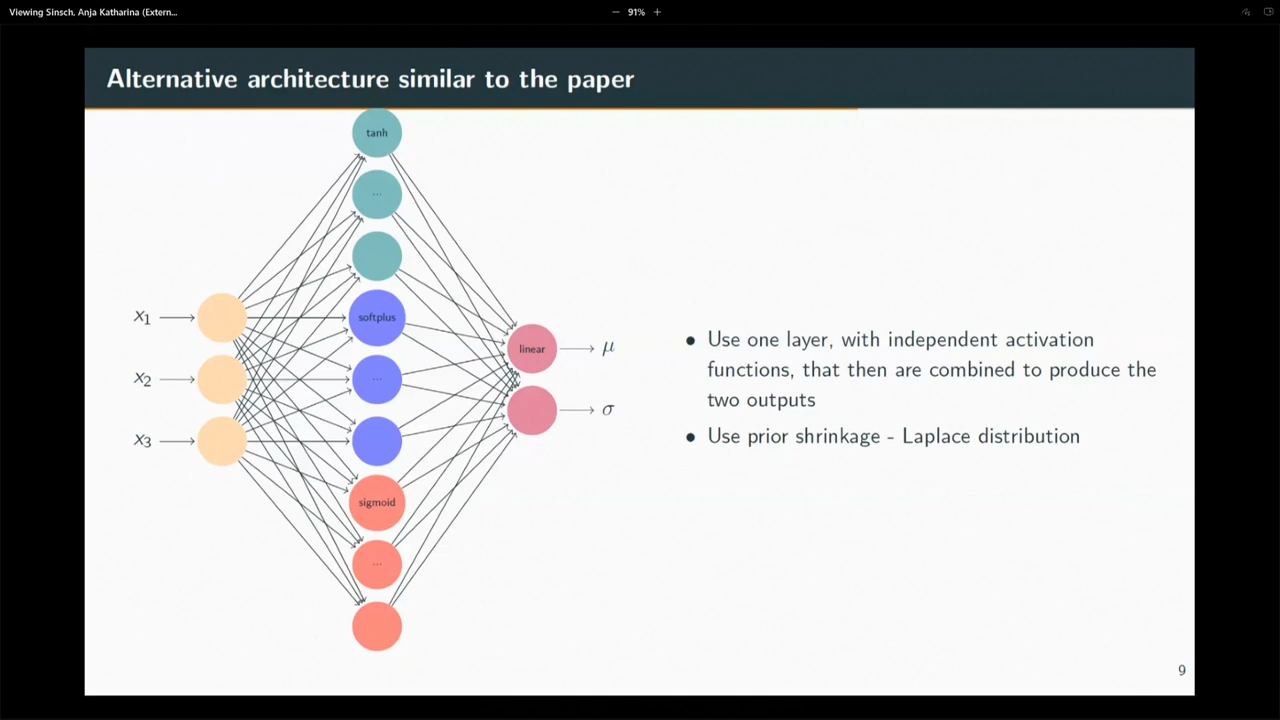 Viewing Sinsch, Anja Katharina (Extern...
− 91% +
Alternative architecture similar to the paper
tanh
...
softplus
x₁
linear
μ
x₂
...
σ
x₃
sigmoid
...
● Use one layer, with independent activation
functions, that then are combined to produce the
two outputs
● Use prior shrinkage - Laplace distribution
9